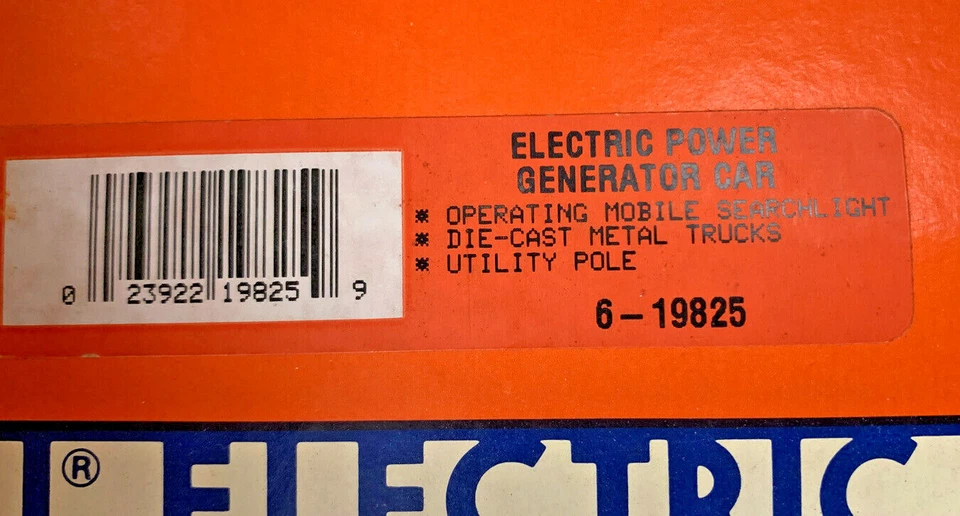 ELECTRIC POWER
GENERATOR CAR
⁕ OPERATING MOBILE SEARCHLIGHT
⁕ DIE-CAST METAL TRUCKS
⁕ UTILITY POLE
6-19825
0 23922 19825 9
® ELECTRIC